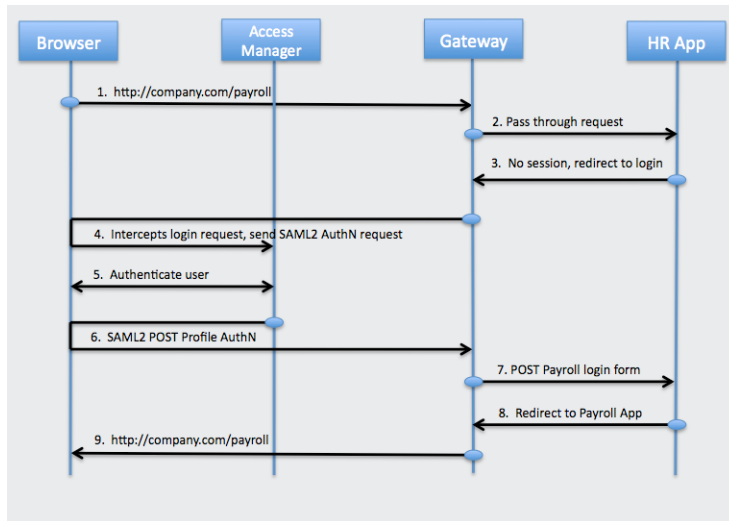 Browser
Access
Manager
Gateway
HR App
1. http://company.com/payroll
2. Pass through request
3. No session, redirect to login
4. Intercepts login request, send SAML2 AuthN request
5. Authenticate user
6. SAML2 POST Profile AuthN
7. POST Payroll login form
8. Redirect to Payroll App
9. http://company.com/payroll